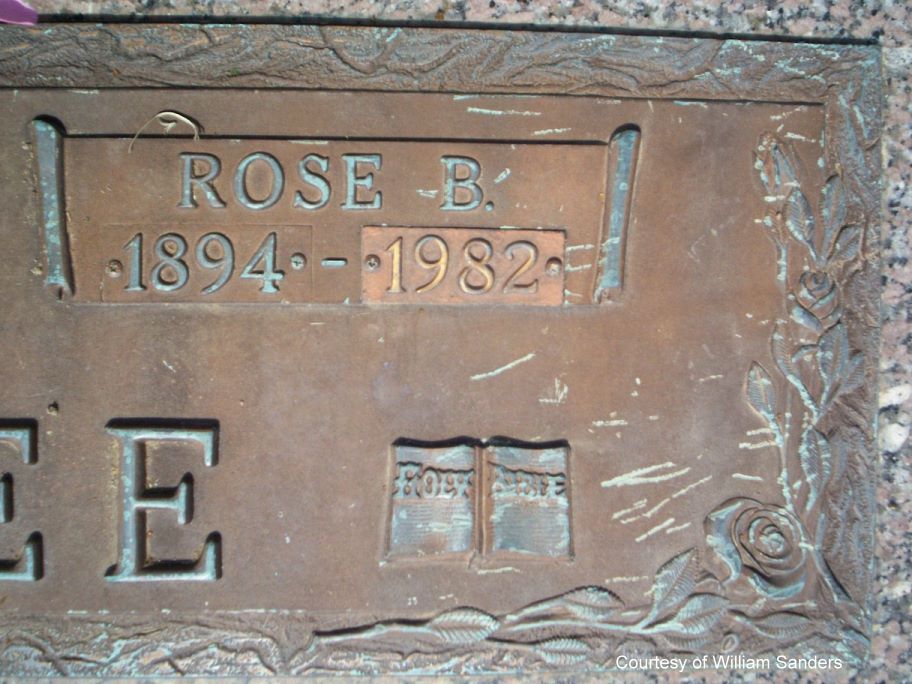 ROSE B.
·1894· - 1982·
EE
HOLY BIBLE
Courtesy of William Sanders